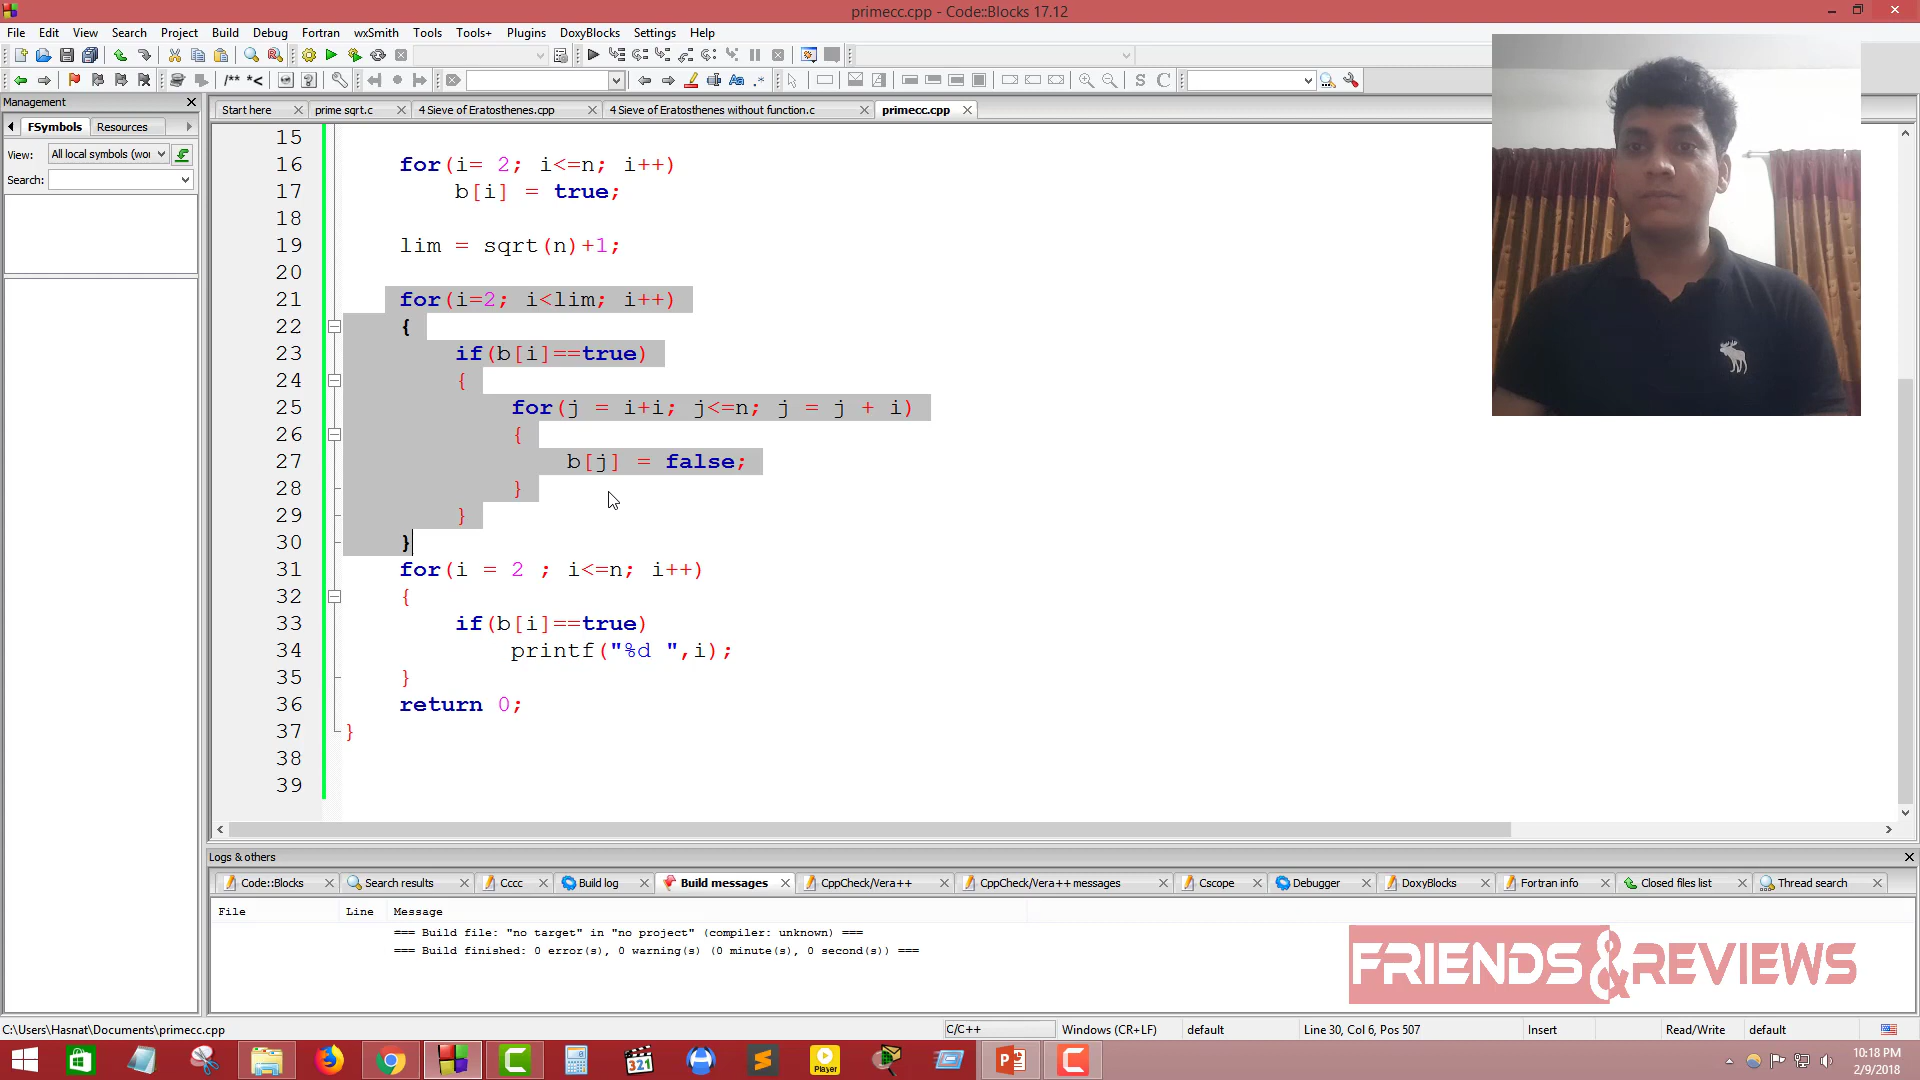 primecc.cpp - Code::Blocks 17.12
File Edit View Search Project Build Debug Fortran wxSmith Tools Tools+ Plugins DoxyBlocks Settings Help
/** *< .*
S C
Management
Start here prime sqrt.c 4 Sieve of Eratosthenes.cpp 4 Sieve of Eratosthenes without function.c primecc.cpp
FSymbols Resources
View: All local symbols (wor
Search:
15
16 for(i= 2; i<=n; i++)
17 b[i] = true;
18
19 lim = sqrt(n)+1;
20
21 for(i=2; i<lim; i++)
22 {
23 if(b[i]==true)
24 {
25 for(j = i+i; j<=n; j = j + i)
26 {
27 b[j] = false;
28 }
29 }
30 }
31 for(i = 2 ; i<=n; i++)
32 {
33 if(b[i]==true)
34 printf("%d ",i);
35 }
36 return 0;
37 }
38
39
Logs & others
Code::Blocks Search results Cccc Build log Build messages CppCheck/Vera++ CppCheck/Vera++ messages Cscope Debugger DoxyBlocks Fortran info Closed files list Thread search
File Line Message
=== Build file: "no target" in "no project" (compiler: unknown) ===
=== Build finished: 0 error(s), 0 warning(s) (0 minute(s), 0 second(s)) ===
FRIENDS&REVIEWS
C:\Users\Hasnat\Documents\primecc.cpp C/C++ Windows (CR+LF) default Line 30, Col 6, Pos 507 Insert Read/Write default
321
Player
10:18 PM
2/9/2018